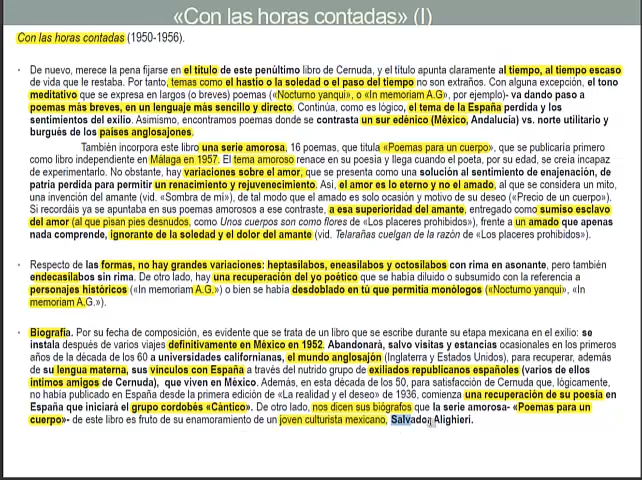 «Con las horas contadas» (I)
Con las horas contadas (1950-1956).
• De nuevo, merece la pena fijarse en el título de este penúltimo libro de Cernuda, y el título apunta claramente al tiempo, al tiempo escaso
de vida que le restaba. Por tanto, temas como el hastío o la soledad o el paso del tiempo no son extraños. Con alguna excepción, el tono
meditativo que se expresa en largos (o breves) poemas («Nocturno yanqui», o «In memoriam A.G», por ejemplo)- va dando paso a
poemas más breves, en un lenguaje más sencillo y directo. Continúa, como es lógico, el tema de la España perdida y los
sentimientos del exilio. Asimismo, encontramos poemas donde se contrasta un sur edénico (México, Andalucía) vs. norte utilitario y
burgués de los países anglosajones.
También incorpora este libro una serie amorosa, 16 poemas, que titula «Poemas para un cuerpo», que se publicaría primero
como libro independiente en Málaga en 1957. El tema amoroso renace en su poesía y llega cuando el poeta, por su edad, se creía incapaz
de experimentarlo. No obstante, hay variaciones sobre el amor, que se presenta como una solución al sentimiento de enajenación, de
patria perdida para permitir un renacimiento y rejuvenecimiento. Así, el amor es lo eterno y no el amado, al que se considera un mito,
una invención del amante (vid. «Sombra de mí»), de tal modo que el amado es solo ocasión y motivo de su deseo («Precio de un cuerpo»).
Si recordáis ya se apuntaba en sus poemas amorosos a ese contraste, a esa superioridad del amante, entregado como sumiso esclavo
del amor (al que pisan pies desnudos, como Unos cuerpos son como flores de «Los placeres prohibidos»), frente a un amado que apenas
nada comprende, ignorante de la soledad y el dolor del amante (vid. Telarañas cuelgan de la razón de «Los placeres prohibidos»).
• Respecto de las formas, no hay grandes variaciones: heptasílabos, eneasílabos y octosílabos con rima en asonante, pero también
endecasílabos sin rima. De otro lado, hay una recuperación del yo poético que se había diluido o subsumido con la referencia a
personajes históricos («In memoriam A.G.») o bien se había desdoblado en tú que permitía monólogos («Nocturno yanqui», «In
memoriam A.G.»).
• Biografía. Por su fecha de composición, es evidente que se trata de un libro que se escribe durante su etapa mexicana en el exilio: se
instala después de varios viajes definitivamente en México en 1952. Abandonará, salvo visitas y estancias ocasionales en los primeros
años de la década de los 60 a universidades californianas, el mundo anglosajón (Inglaterra y Estados Unidos), para recuperar, además
de su lengua materna, sus vínculos con España a través del nutrido grupo de exiliados republicanos españoles (varios de ellos
íntimos amigos de Cernuda), que viven en México. Además, en esta década de los 50, para satisfacción de Cernuda que, lógicamente,
no había publicado en España desde la primera edición de «La realidad y el deseo» de 1936, comienza una recuperación de su poesía en
España que iniciará el grupo cordobés «Cántico». De otro lado, nos dicen sus biógrafos que la serie amorosa- «Poemas para un
cuerpo»- de este libro es fruto de su enamoramiento de un joven culturista mexicano, Salvador Alighieri.